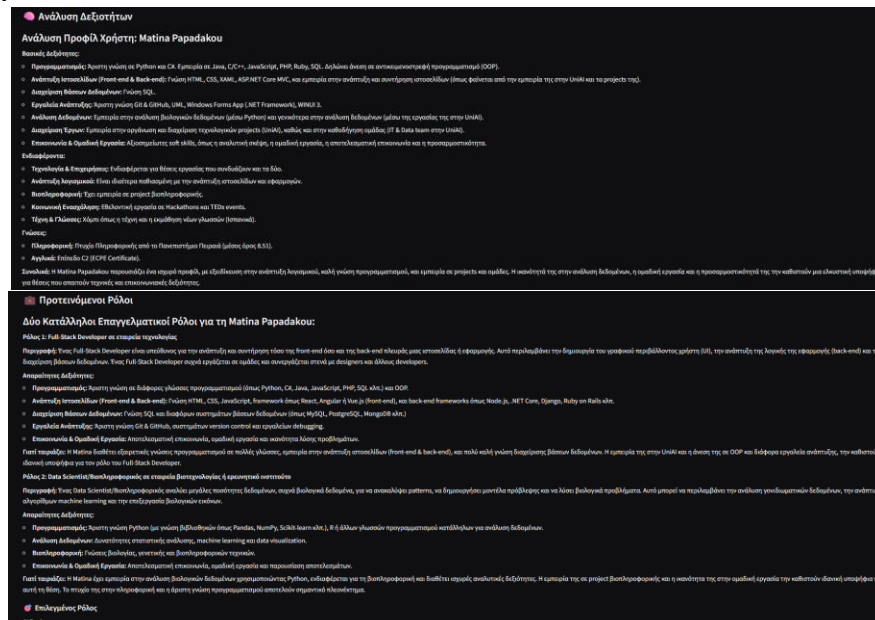 Ανάλυση Δεξιοτήτων
Ανάλυση Προφίλ Χρήστη: Matina Papadakou
Βασικές Δεξιότητες:
Προγραμματισμός: Άριστη γνώση σε Python και C#. Εμπειρία σε Java, C/C++, JavaScript, PHP, Ruby, SQL. Δηλώνει άνεση σε αντικειμενοστρεφή προγραμματισμό (OOP).
Ανάπτυξη Ιστοσελίδων (Front-end & Back-end): Γνώση HTML, CSS, XAML, ASP.NET Core MVC, και εμπειρία στην ανάπτυξη και συντήρηση ιστοσελίδων (όπως φαίνεται από την εμπειρία της στην UniAI και τα projects της).
Διαχείριση Βάσεων Δεδομένων: Γνώση SQL.
Εργαλεία Ανάπτυξης: Άριστη γνώση Git & GitHub, UML, Windows Forms App (.NET Framework), WINUI 3.
Ανάλυση Δεδομένων: Εμπειρία στην ανάλυση βιολογικών δεδομένων (μέσω Python) και γενικότερα στην ανάλυση δεδομένων (μέσω της εργασίας της στην UniAI).
Διαχείριση Έργων: Εμπειρία στην οργάνωση και διαχείριση τεχνολογικών projects (UniAI), καθώς και στην καθοδήγηση ομάδας (IT & Data team στην UniAI).
Επικοινωνία & Ομαδική Εργασία: Αξιοσημείωτες soft skills, όπως η αναλυτική σκέψη, η ομαδική εργασία, η αποτελεσματική επικοινωνία και η προσαρμοστικότητα.
Ενδιαφέροντα:
Τεχνολογία & Επιχειρήσεις: Ενδιαφέρεται για θέσεις εργασίας που συνδυάζουν και τα δύο.
Ανάπτυξη λογισμικού: Είναι ιδιαίτερα παθιασμένη με την ανάπτυξη ιστοσελίδων και εφαρμογών.
Βιοπληροφορική: Έχει εμπειρία σε project βιοπληροφορικής.
Κοινωνική Ενασχόληση: Εθελοντική εργασία σε Hackathons και TEDx events.
Τέχνη & Γλώσσες: Χόμπι όπως η τέχνη και η εκμάθηση νέων γλωσσών (Ισπανικά).
Γνώσεις:
Πληροφορική: Πτυχίο Πληροφορικής από το Πανεπιστήμιο Πειραιά (μέσος όρος 8,51).
Αγγλικά: Επίπεδο C2 (ECPE Certificate).
Συνολικά: Η Matina Papadakou παρουσιάζει ένα ισχυρό προφίλ, με εξειδίκευση στην ανάπτυξη λογισμικού, καλή γνώση προγραμματισμού, και εμπειρία σε projects και ομάδες. Η ικανότητά της στην ανάλυση δεδομένων, η ομαδική εργασία και η προσαρμοστικότητά της την καθιστούν μια ελκυστική υποψήφ
για θέσεις που απαιτούν τεχνικές και επικοινωνιακές δεξιότητες.
Προτεινόμενοι Ρόλοι
Δύο Κατάλληλοι Επαγγελματικοί Ρόλοι για τη Matina Papadakou:
Ρόλος 1: Full-Stack Developer σε εταιρεία τεχνολογίας
Περιγραφή: Ένας Full-Stack Developer είναι υπεύθυνος για την ανάπτυξη και συντήρηση τόσο της front-end όσο και της back-end πλευράς μιας ιστοσελίδας ή εφαρμογής. Αυτό περιλαμβάνει την δημιουργία του γραφικού περιβάλλοντος χρήστη (UI), την ανάπτυξη της λογικής της εφαρμογής (back-end) και τ
διαχείριση βάσεων δεδομένων. Ένας Full-Stack Developer συχνά εργάζεται σε ομάδες και συνεργάζεται στενά με designers και άλλους developers.
Απαραίτητες Δεξιότητες:
Προγραμματισμός: Άριστη γνώση σε διάφορες γλώσσες προγραμματισμού (όπως Python, C#, Java, JavaScript, PHP, SQL κλπ.) και OOP.
Ανάπτυξη Ιστοσελίδων: Γνώση HTML, CSS, JavaScript, framework όπως React, Angular ή Vue.js (front-end), και back-end frameworks όπως Node.js, .NET Core, Django, Ruby on Rails κλπ.
Διαχείριση Βάσεων Δεδομένων: Γνώση SQL και διαφόρων συστημάτων βάσεων δεδομένων (όπως MySQL, PostgreSQL, MongoDB κλπ.)
Εργαλεία Ανάπτυξης: Άριστη γνώση Git & GitHub, συστημάτων version control και εργαλείων debugging.
Επικοινωνία & Ομαδική Εργασία: Αποτελεσματική επικοινωνία, ομαδική εργασία και ικανότητα λύσης προβλημάτων.
Γιατί ταιριάζει: Η Matina διαθέτει εξαιρετικές γνώσεις προγραμματισμού σε πολλές γλώσσες, εμπειρία στην ανάπτυξη ιστοσελίδων (front-end & back-end), και πολύ καλή γνώση διαχείρισης βάσεων δεδομένων. Η εμπειρία της στην UniAI και η άνεση της σε OOP και διάφορα εργαλεία ανάπτυξης, την καθιστού
ιδανική υποψήφια για τον ρόλο του Full-Stack Developer.
Ρόλος 2: Data Scientist/Βιοπληροφορικός σε εταιρεία βιοτεχνολογίας ή ερευνητικό ινστιτούτο
Περιγραφή: Ένας Data Scientist/Βιοπληροφορικός αναλύει μεγάλες ποσότητες δεδομένων, συχνά βιολογικά δεδομένα, για να ανακαλύψει patterns, να δημιουργήσει μοντέλα πρόβλεψης και να λύσει βιολογικά προβλήματα. Αυτό μπορεί να περιλαμβάνει την ανάλυση γονιδιωματικών δεδομένων, την ανάπτυ
αλγορίθμων machine learning και την επεξεργασία βιολογικών εικόνων.
Απαραίτητες Δεξιότητες:
Προγραμματισμός: Άριστη γνώση Python (με γνώση βιβλιοθηκών όπως Pandas, NumPy, Scikit-learn κλπ.), R ή άλλων γλωσσών προγραμματισμού κατάλληλων για ανάλυση δεδομένων.
Ανάλυση Δεδομένων: Δυνατότητες στατιστικής ανάλυσης, machine learning και data visualization.
Βιοπληροφορική: Γνώσεις βιολογίας, γενετικής και βιοπληροφορικών τεχνικών.
Επικοινωνία & Ομαδική Εργασία: Αποτελεσματική επικοινωνία, ομαδική εργασία και παρουσίαση αποτελεσμάτων.
Γιατί ταιριάζει: Η Matina έχει εμπειρία στην ανάλυση βιολογικών δεδομένων χρησιμοποιώντας Python, ενδιαφέρεται για τη βιοπληροφορική και διαθέτει ισχυρές αναλυτικές δεξιότητες. Η εμπειρία της σε project βιοπληροφορικής και η ικανότητα της στην ομαδική εργασία την καθιστούν ιδανική υποψήφια γ
αυτή τη θέση. Το πτυχίο της στην πληροφορική και η άριστη γνώση προγραμματισμού αποτελούν σημαντικό πλεονέκτημα.
Επιλεγμένος Ρόλος